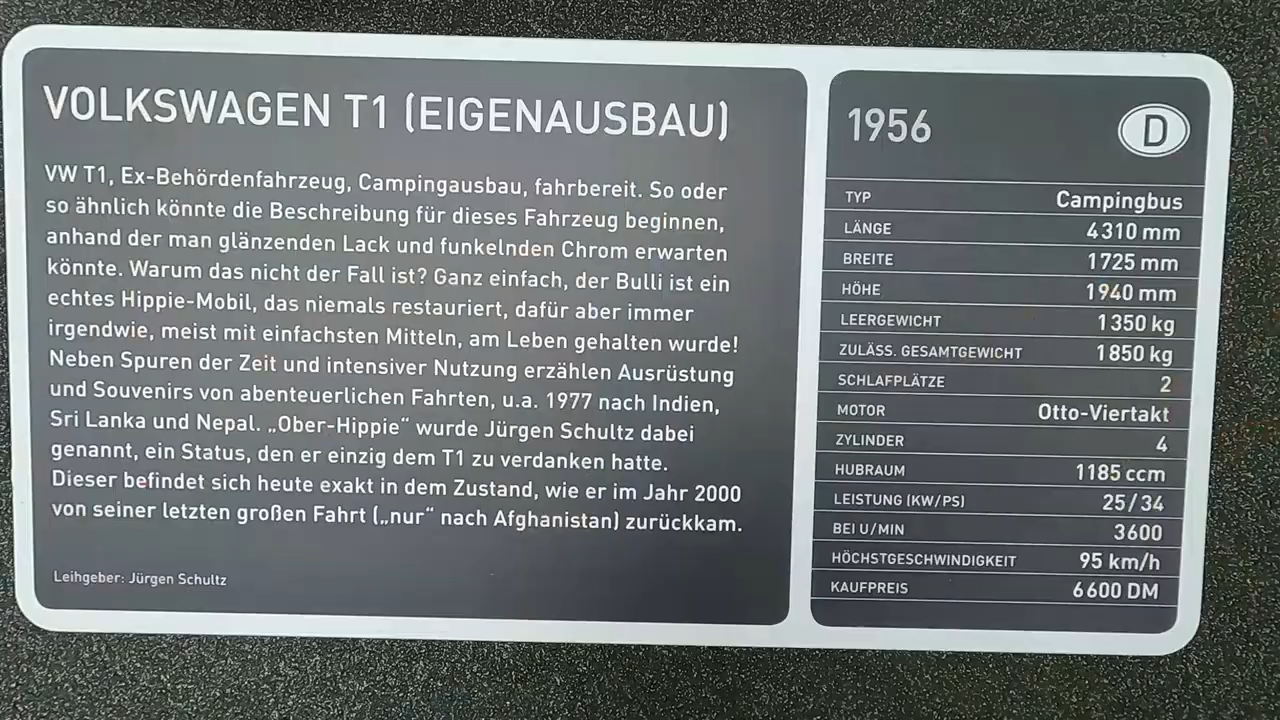 VOLKSWAGEN T1 (EIGENAUSBAU)
VW T1, Ex-Behördenfahrzeug, Campingausbau, fahrbereit. So oder
so ähnlich könnte die Beschreibung für dieses Fahrzeug beginnen,
anhand der man glänzenden Lack und funkelnden Chrom erwarten
könnte. Warum das nicht der Fall ist? Ganz einfach, der Bulli ist ein
echtes Hippie-Mobil, das niemals restauriert, dafür aber immer
irgendwie, meist mit einfachsten Mitteln, am Leben gehalten wurde!
Neben Spuren der Zeit und intensiver Nutzung erzählen Ausrüstung
und Souvenirs von abenteuerlichen Fahrten, u.a. 1977 nach Indien,
Sri Lanka und Nepal. „Ober-Hippie“ wurde Jürgen Schultz dabei
genannt, ein Status, den er einzig dem T1 zu verdanken hatte.
Dieser befindet sich heute exakt in dem Zustand, wie er im Jahr 2000
von seiner letzten großen Fahrt („nur“ nach Afghanistan) zurückkam.
Leihgeber: Jürgen Schultz
1956 D
TYP Campingbus
LÄNGE 4310 mm
BREITE 1725 mm
HÖHE 1940 mm
LEERGEWICHT 1350 kg
ZULÄSS. GESAMTGEWICHT 1850 kg
SCHLAFPLÄTZE 2
MOTOR Otto-Viertakt
ZYLINDER 4
HUBRAUM 1185 ccm
LEISTUNG (KW/PS) 25/34
BEI U/MIN 3600
HÖCHSTGESCHWINDIGKEIT 95 km/h
KAUFPREIS 6600 DM